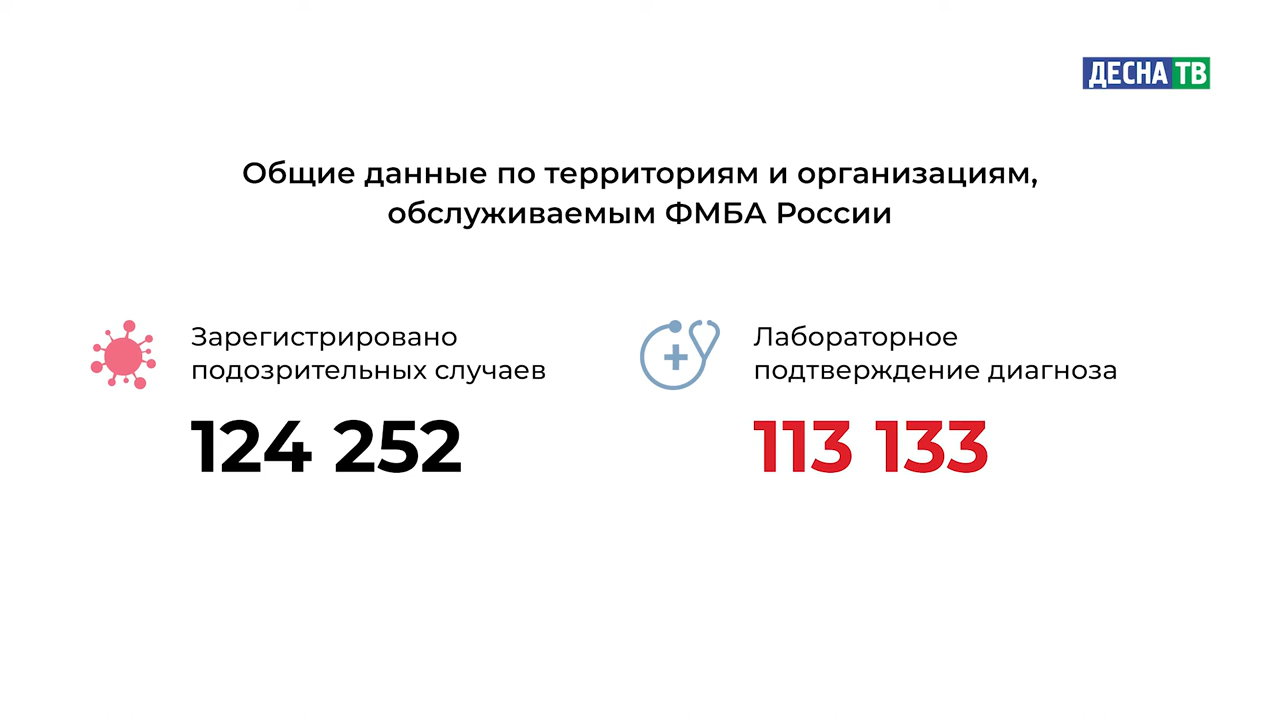 ДЕСНА ТВ
Общие данные по территориям и организациям,
обслуживаемым ФМБА России
Зарегистрировано
подозрительных случаев
124 252
Лабораторное
подтверждение диагноза
113 133